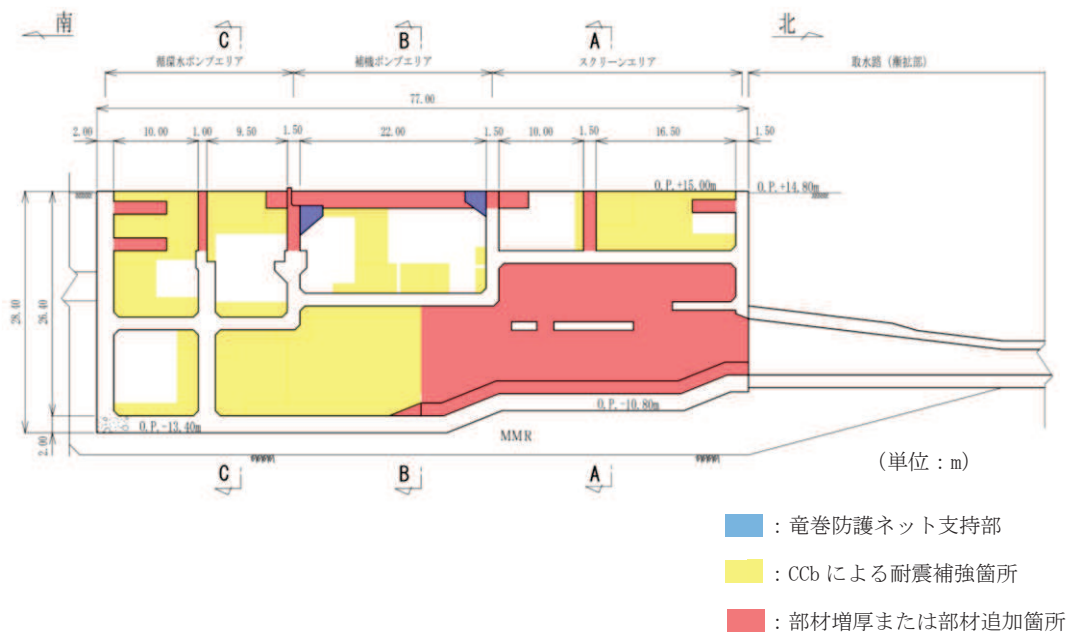 南
北
C
B
A
循環水ポンプエリア
補機ポンプエリア
スクリーンエリア
取水路（漸拡部）
77.00
2.00 10.00 1.00 9.50 1.50 22.00 1.50 10.00 1.50 16.50 1.50
O.P.+15.00m
O.P.+14.80m
28.40
26.40
2.00
O.P.-10.80m
O.P.-13.40m
MMR
C
B
A
（単位：m）
：竜巻防護ネット支持部
：CCb による耐震補強箇所
：部材増厚または部材追加箇所